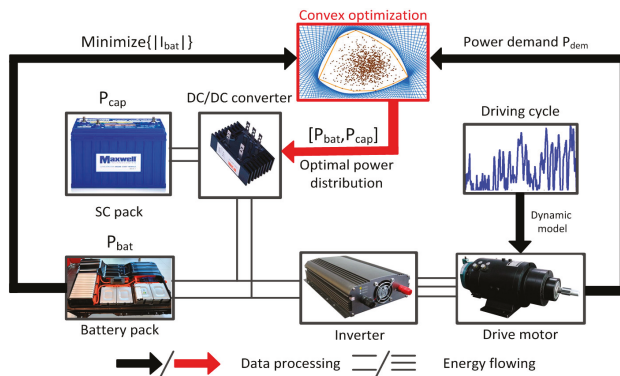 Convex optimization
Minimize{|I_bat|}
Power demand P_dem
P_cap
DC/DC converter
Driving cycle
[P_bat,P_cap]
Maxwell
Optimal power
distribution
SC pack
Dynamic
model
P_bat
Battery pack
Inverter
Drive motor
Data processing
Energy flowing